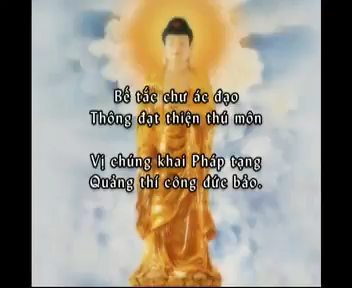 Bế tắc chư ác đạo
Thông đạt thiện thú môn
Vị chúng khai Pháp tạng
Quảng thí công đức bảo.